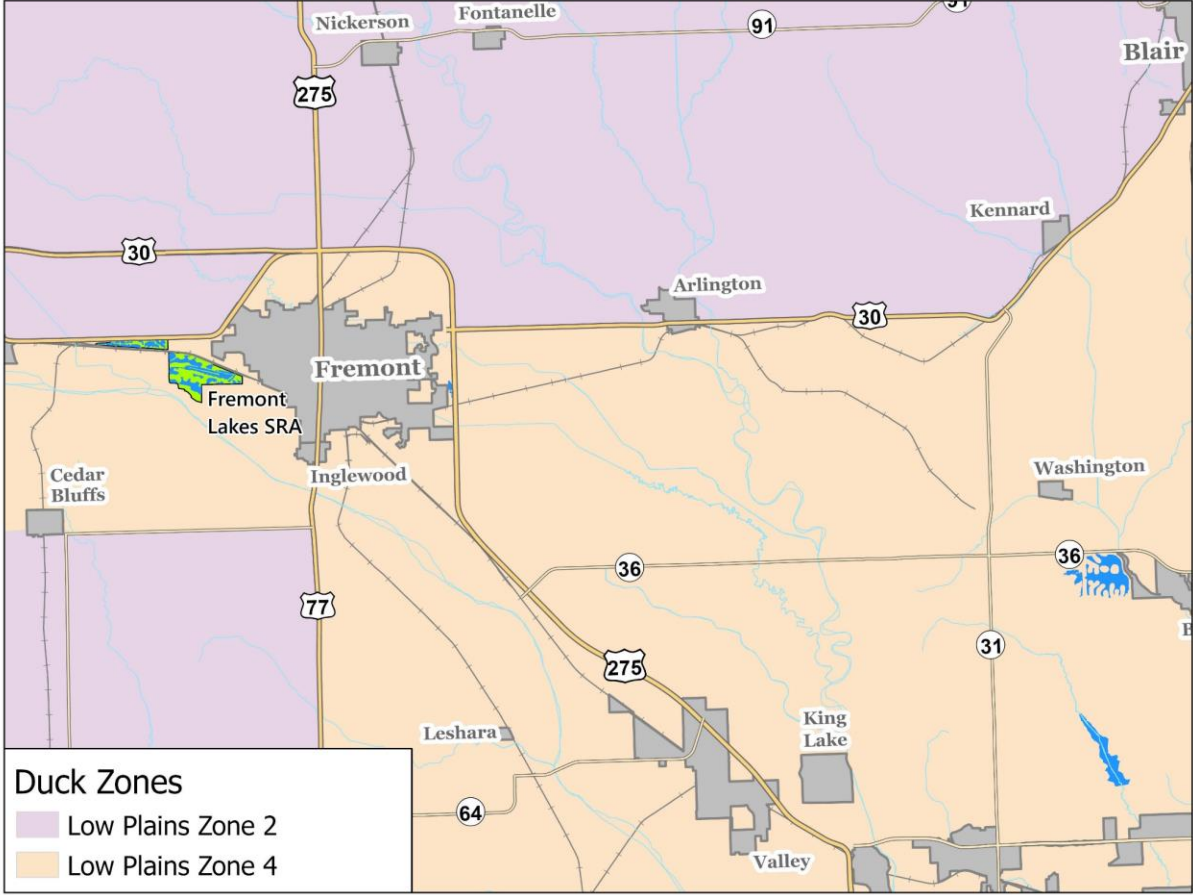 Nickerson
Fontanelle
91
91
Blair
275
Kennard
30
Arlington
30
Fremont
Fremont
Lakes SRA
Cedar
Bluffs
Inglewood
Washington
36
36
77
31
B
275
King
Lake
Leshara
64
Valley
Duck Zones
Low Plains Zone 2
Low Plains Zone 4